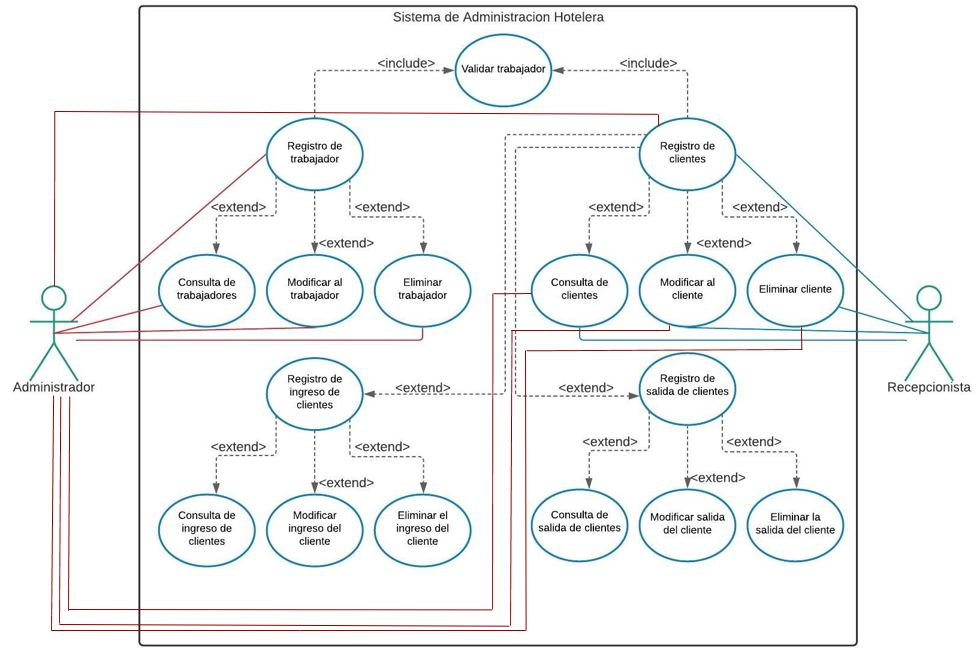 Sistema de Administracion Hotelera
<include>
Validar trabajador
<include>
Registro de
trabajador
Registro de
clientes
<extend>
<extend>
<extend>
<extend>
<extend>
<extend>
Consulta de
trabajadores
Modificar al
trabajador
Eliminar
trabajador
Consulta de
clientes
Modificar al
cliente
Eliminar cliente
Administrador
Recepcionista
Registro de
ingreso de
clientes
<extend>
<extend>
Registro de
salida de clientes
<extend>
<extend>
<extend>
<extend>
<extend>
<extend>
Consulta de
ingreso de
clientes
Modificar
ingreso del
cliente
Eliminar el
ingreso del
cliente
Consulta de
salida de clientes
Modificar salida
del cliente
Eliminar la
salida del cliente